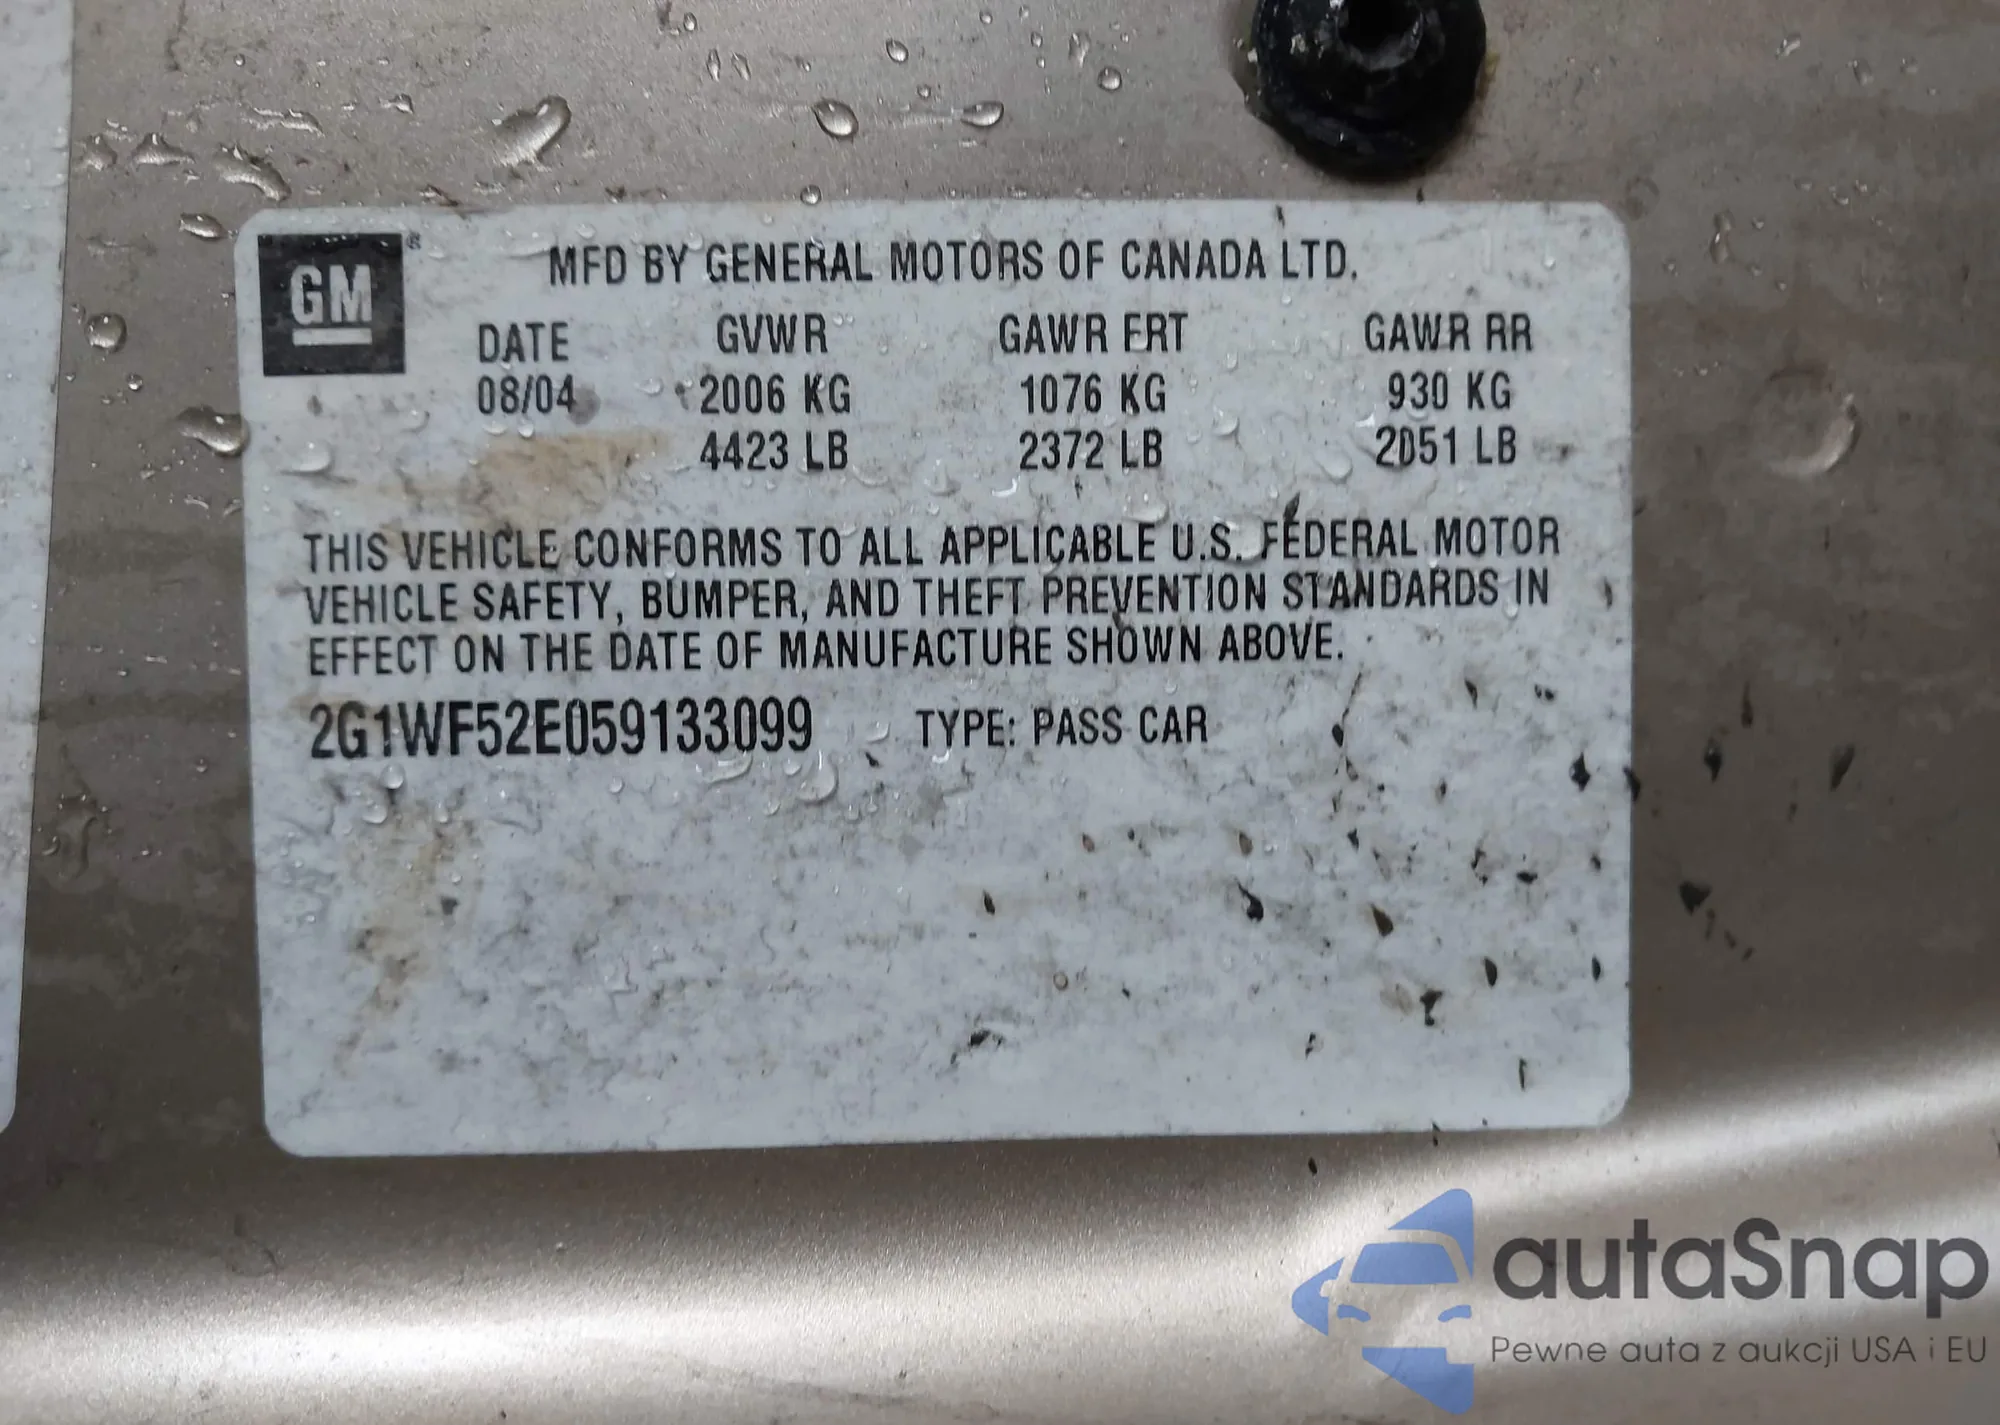 GM
MFD BY GENERAL MOTORS OF CANADA LTD.
DATE GVWR GAWR FRT GAWR RR
08/04 2006 KG 1076 KG 930 KG
4423 LB 2372 LB 2051 LB
THIS VEHICLE CONFORMS TO ALL APPLICABLE U.S. FEDERAL MOTOR
VEHICLE SAFETY, BUMPER, AND THEFT PREVENTION STANDARDS IN
EFFECT ON THE DATE OF MANUFACTURE SHOWN ABOVE.
2G1WF52E059133099 TYPE: PASS CAR
autoSnap
Pewne auta z aukcji USA i EU